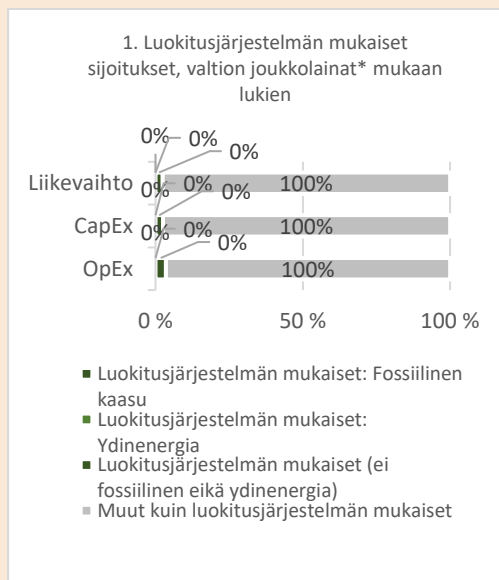 1. Luokitusjärjestelmän mukaiset
sijoitukset, valtion joukkolainat* mukaan
lukien
0% 0%
0%
Liikevaihto 100%
0% 0% 0%
CapEx 100%
0% 0%
0%
OpEx 100%
0 % 50 % 100 %
Luokitusjärjestelmän mukaiset: Fossiilinen
kaasu
Luokitusjärjestelmän mukaiset:
Ydinenergia
Luokitusjärjestelmän mukaiset (ei
fossiilinen eikä ydinenergia)
Muut kuin luokitusjärjestelmän mukaiset